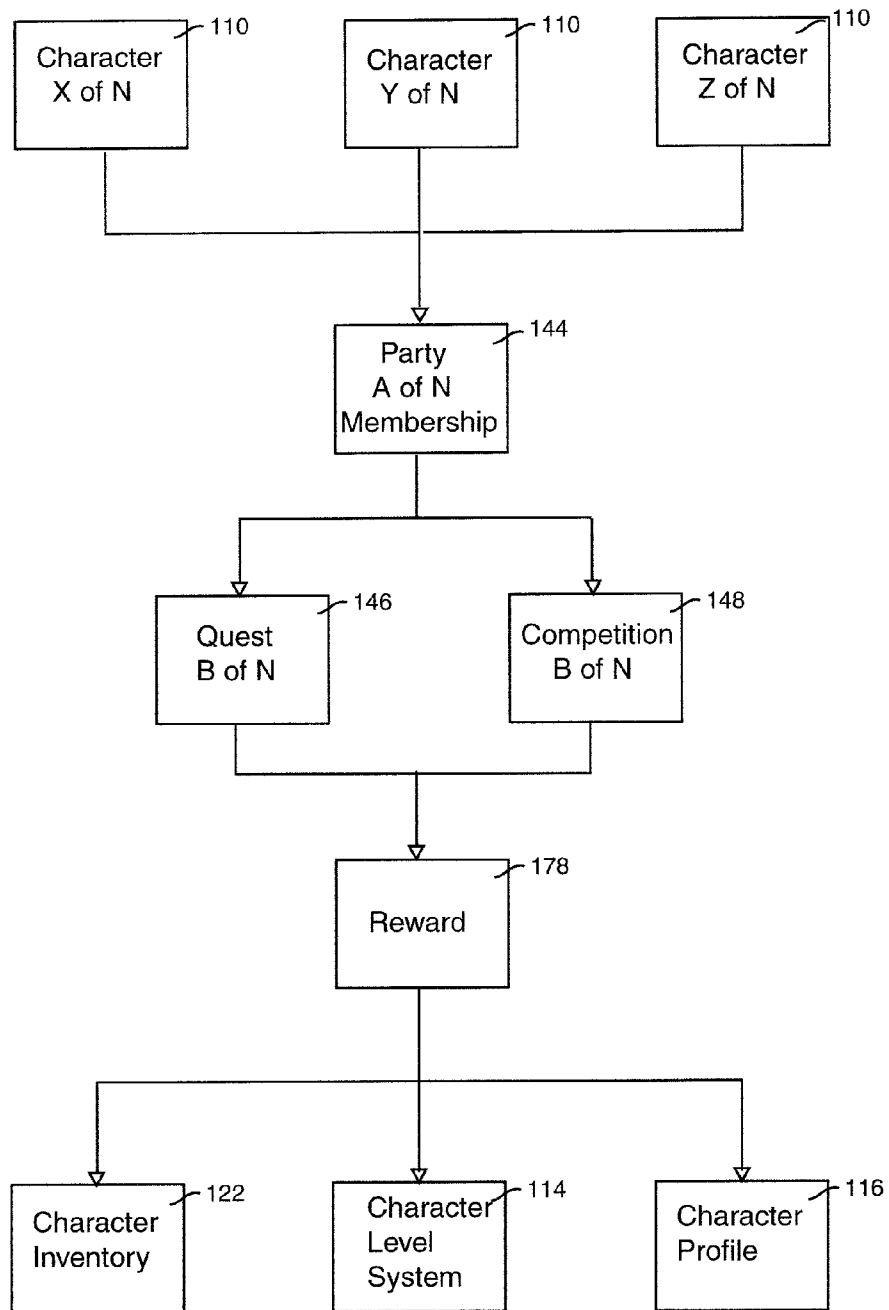 110
110
110
Character
X of N
Character
Y of N
Character
Z of N
144
Party
A of N
Membership
146
148
Quest
B of N
Competition
B of N
178
Reward
122
114
116
Character
Inventory
Character
Level
System
Character
Profile